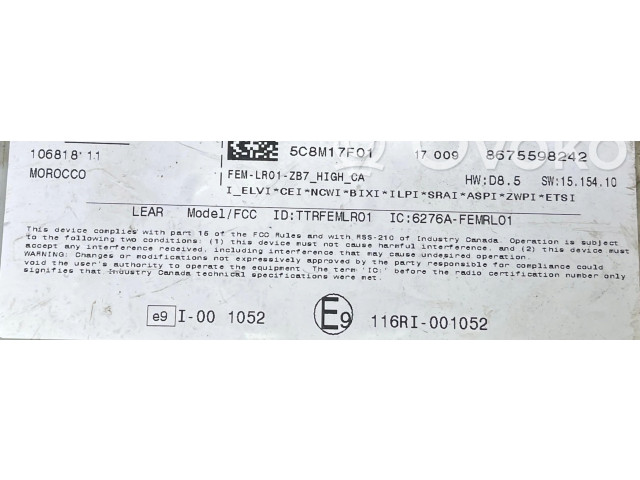 5C8M17F01 17 009 8675598242
106818 11
MOROCCO FEM-LR01-ZB7_HIGH_CA HW:D8.5 SW:15.154.10
I_ELVI*CEI*NCWI*BIXI*ILPI*SRAI*ASPI*ZWPI*ETSI
LEAR Model/FCC ID:TTRFEMLR01 IC:6276A-FEMRLO1
This device complies with part 15 of the FCC Rules and with RSS-210 of Industry Canada. Operation is subject
to the following two conditions: (1) this device must not cause harmful interference, and (2) this device must
accept any interference received, including interference that may cause undesired operation.
WARNING: Changes or modifications not expressively approved by the party responsible for compliance could
void the user's authority to operate the equipment. The term 'IC:' before the radio certification number only
signifies that Industry Canada technical specifications were met.
e9 I-00 1052 E9 116RI-001052
OVOKO